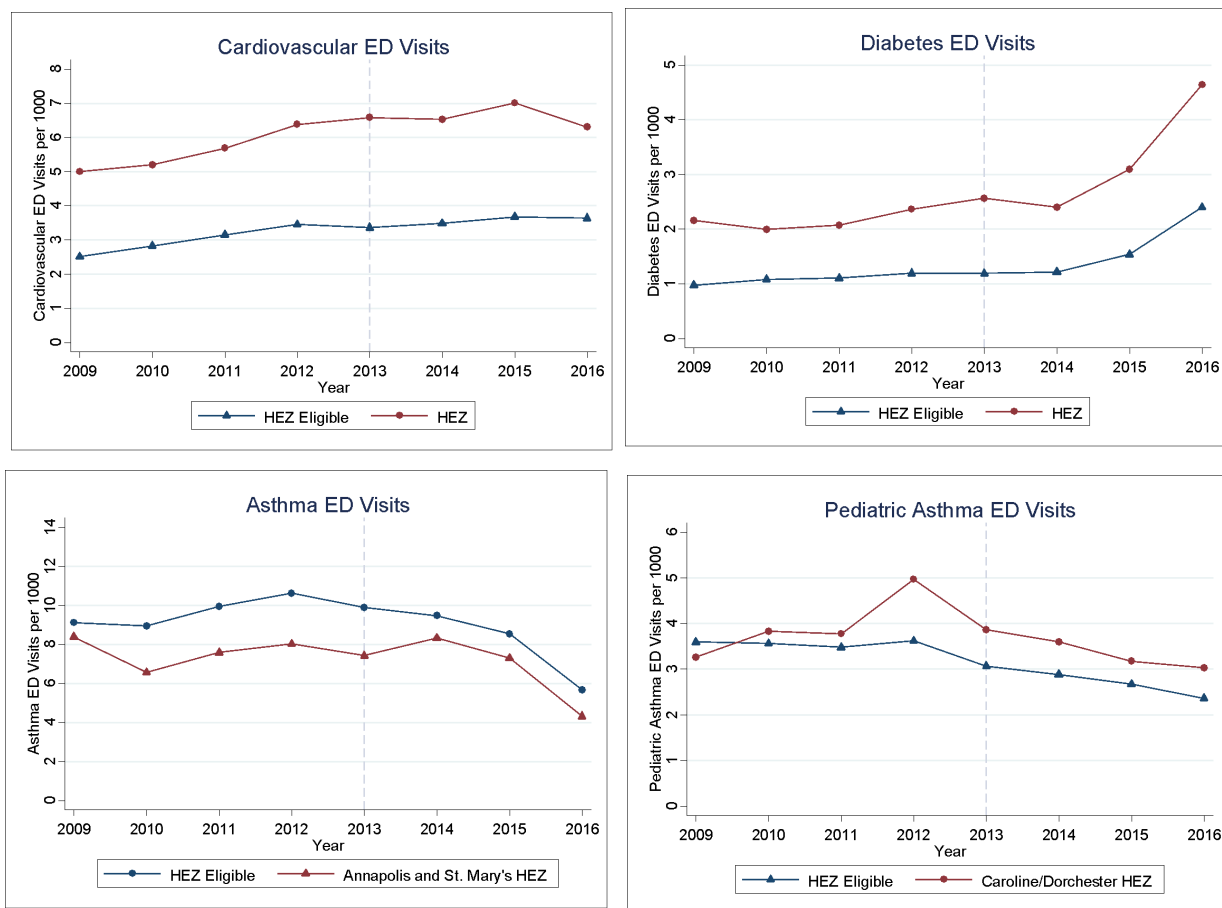 Cardiovascular ED Visits
Cardiovascular ED Visits per 1000
8
7
6
5
4
3
2
1
0
2009 2010 2011 2012 2013 2014 2015 2016
Year
HEZ Eligible HEZ
Diabetes ED Visits
Diabetes ED Visits per 1000
5
4
3
2
1
0
2009 2010 2011 2012 2013 2014 2015 2016
Year
HEZ Eligible HEZ
Asthma ED Visits
Asthma ED Visits per 1000
14
12
10
8
6
4
2
0
2009 2010 2011 2012 2013 2014 2015 2016
Year
HEZ Eligible Annapolis and St. Mary's HEZ
Pediatric Asthma ED Visits
Pediatric Asthma ED Visits per 1000
6
5
4
3
2
1
0
2009 2010 2011 2012 2013 2014 2015 2016
Year
HEZ Eligible Caroline/Dorchester HEZ